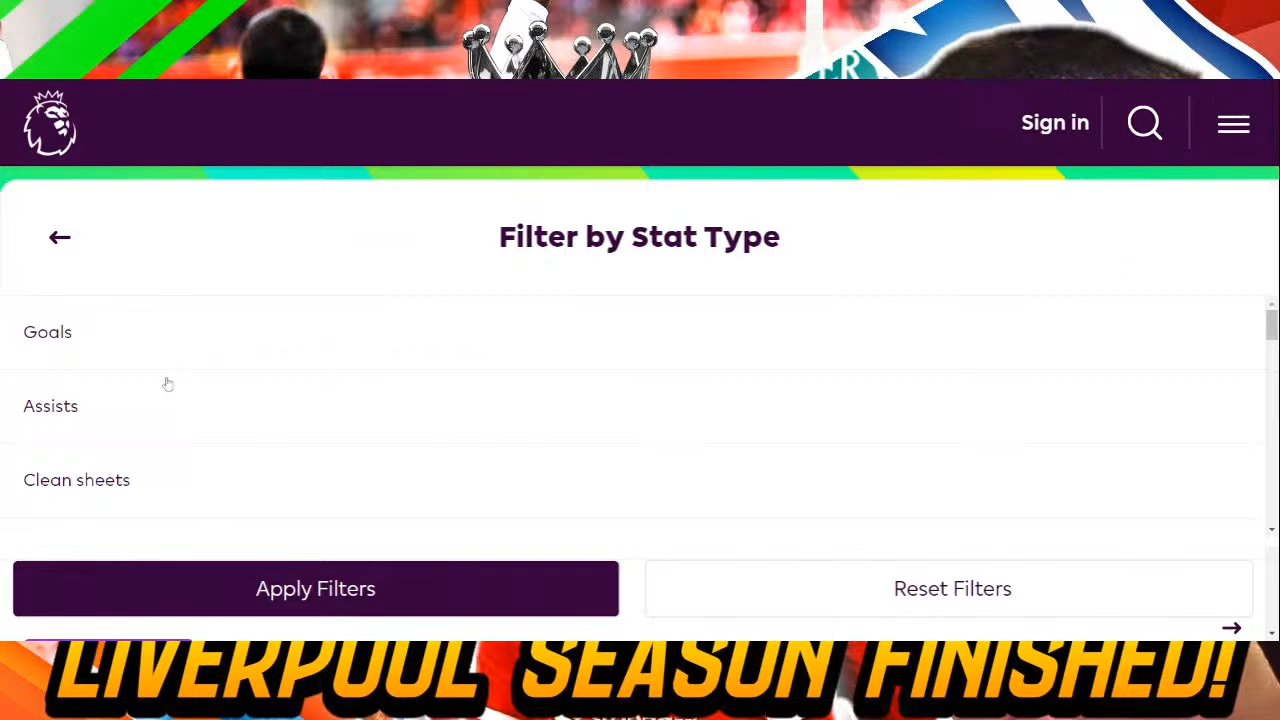 Sign in
Filter by Stat Type
Goals
Assists
Clean sheets
Apply Filters
Reset Filters
LIVERPOOL SEASON FINISHED!